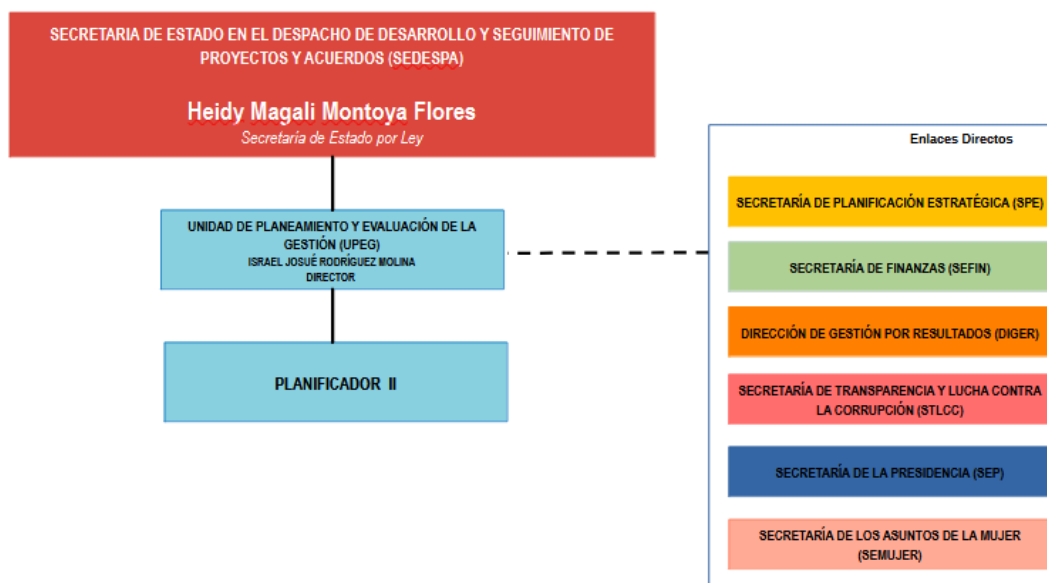 SECRETARIA DE ESTADO EN EL DESPACHO DE DESARROLLO Y SEGUIMIENTO DE
PROYECTOS Y ACUERDOS (SEDESPA)
Heidy Magali Montoya Flores
Secretaría de Estado por Ley
UNIDAD DE PLANEAMIENTO Y EVALUACIÓN DE LA
GESTIÓN (UPEG)
ISRAEL JOSUÉ RODRÍGUEZ MOLINA
DIRECTOR
PLANIFICADOR II
Enlaces Directos
SECRETARÍA DE PLANIFICACIÓN ESTRATÉGICA (SPE)
SECRETARÍA DE FINANZAS (SEFIN)
DIRECCIÓN DE GESTIÓN POR RESULTADOS (DIGER)
SECRETARÍA DE TRANSPARENCIA Y LUCHA CONTRA
LA CORRUPCIÓN (STLCC)
SECRETARÍA DE LA PRESIDENCIA (SEP)
SECRETARÍA DE LOS ASUNTOS DE LA MUJER
(SEMUJER)